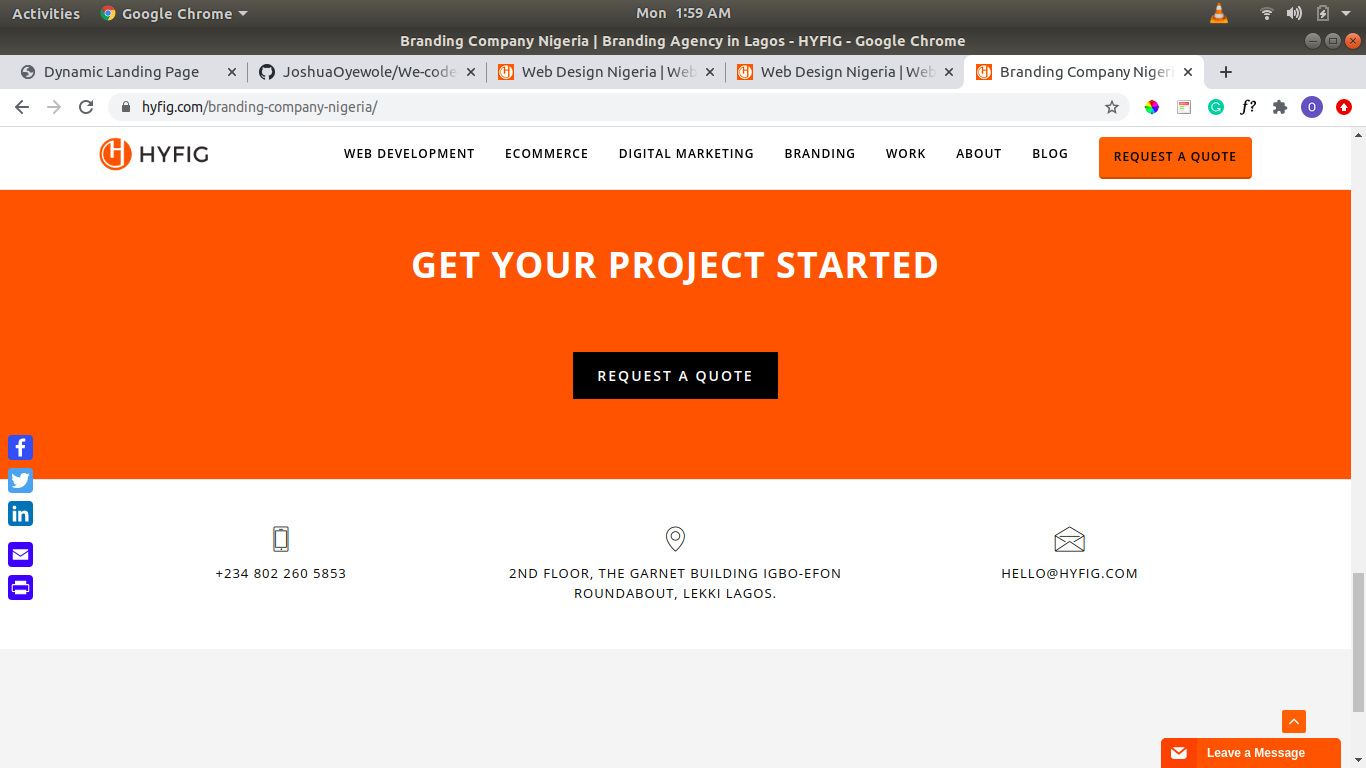 Activities
Google Chrome
Mon 1:59 AM
Branding Company Nigeria | Branding Agency in Lagos - HYFIG - Google Chrome
Dynamic Landing Page
JoshuaOyewole/We-code
Web Design Nigeria | Web
Web Design Nigeria | Web
Branding Company Nigeri
hyfig.com/branding-company-nigeria/
f?
O
HYFIG
WEB DEVELOPMENT
ECOMMERCE
DIGITAL MARKETING
BRANDING
WORK
ABOUT
BLOG
REQUEST A QUOTE
GET YOUR PROJECT STARTED
REQUEST A QUOTE
+234 802 260 5853
2ND FLOOR, THE GARNET BUILDING IGBO-EFON
ROUNDABOUT, LEKKI LAGOS.
HELLO@HYFIG.COM
Leave a Message